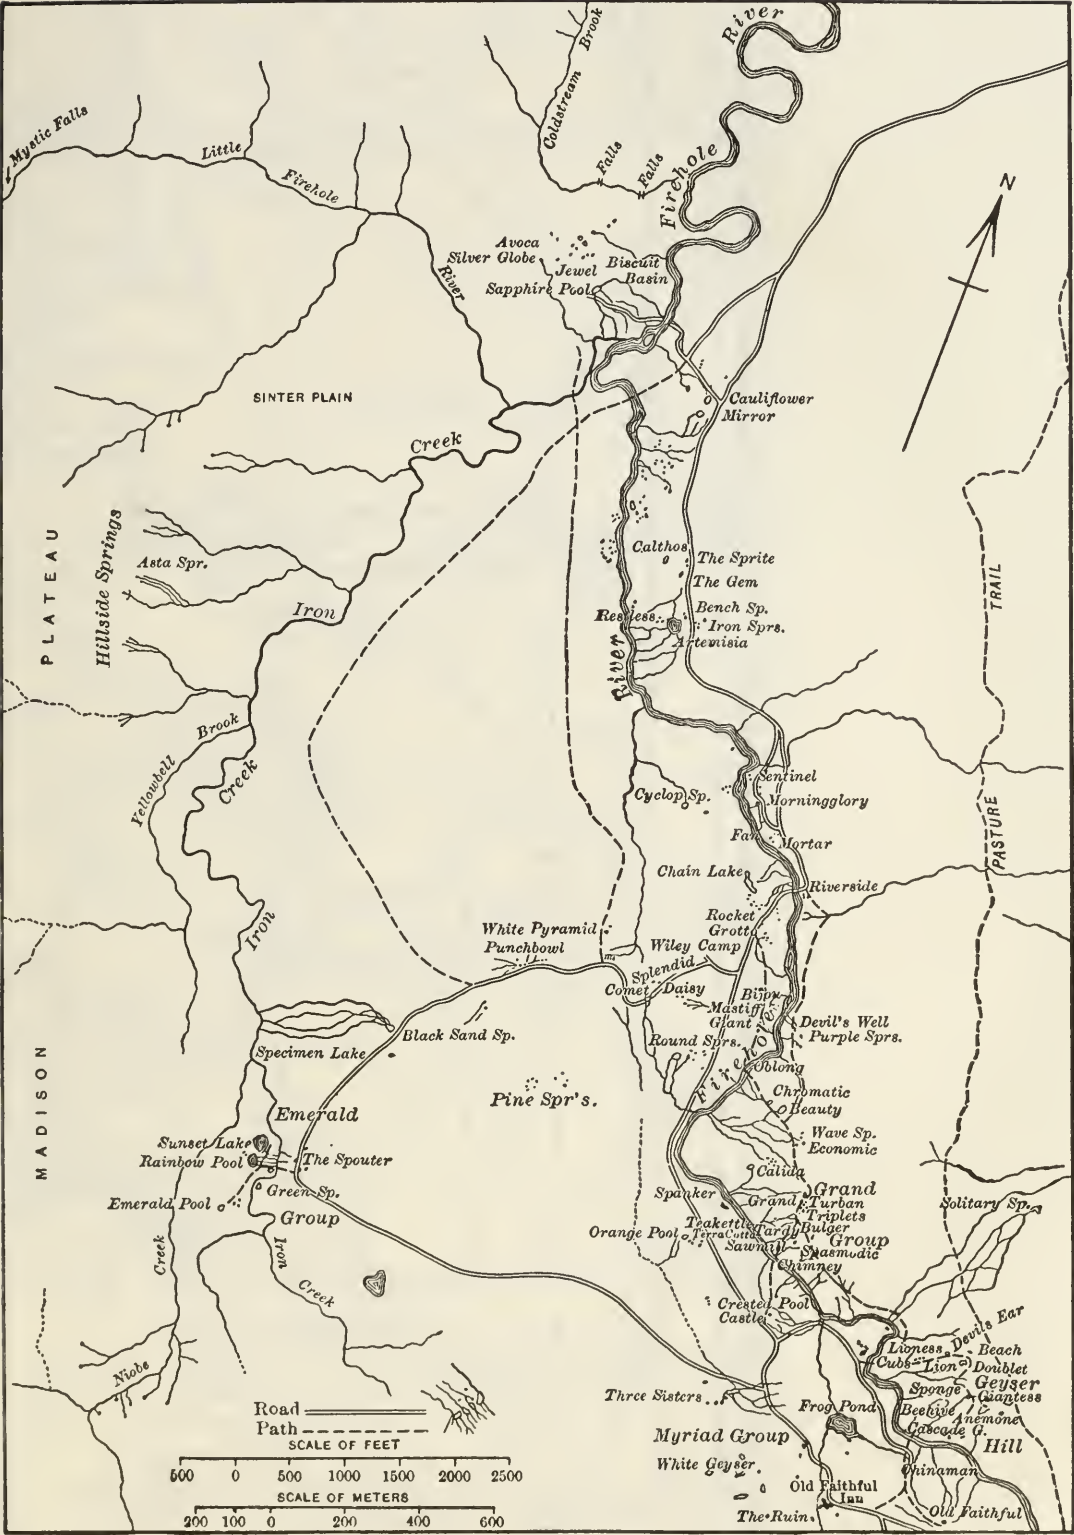 River
Brook
Coldstream
Mystic Falls
Little
Firehole
River
Falls
Falls
Firehole
N
Avoca
Silver Globe
Jewel
Biscuit
Basin
Sapphire Pool
SINTER PLAIN
Cauliflower
Mirror
Creek
PLATEAU
Hillside Springs
Asta Spr.
Iron
Calthos
The Sprite
The Gem
Restless
Bench Sp.
Iron Sprs.
Artemisia
River
TRAIL
Brook
Yellowbell
Creek
Cyclop Sp.
Sentinel
Morningglory
Fan
Mortar
PASTURE
Chain Lake
Riverside
Iron
Rocket
Grotto
White Pyramid
Punchbowl
Wiley Camp
Splendid
Comet
Daisy
Bijou
Mastiff
Giant
Devil's Well
Purple Sprs.
Black Sand Sp.
Specimen Lake
Round Sprs.
Firehole
Oblong
MADISON
Pine Spr's.
Chromatic
Beauty
Emerald
Sunset Lake
Rainbow Pool
The Spouter
Wave Sp.
Economic
Calida
Green Sp.
Emerald Pool
Group
Spanker
Grand
Grand
Turban
Triplets
Solitary Sp.
Orange Pool
Teakettle
Terra Cotta
Tardy
Bulger
Group
Sawmill
Spasmodic
Chimney
Creek
Iron
Creek
Crested Pool
Castle
Devils Ear
Lioness
Beach
Cubs
Lion
Doublet
Geyser
Sponge
Giantess
Niobe
Three Sisters
Frog Pond
Beehive
Anemone
Cascade G.
Hill
Road
Path
SCALE OF FEET
500 0 500 1000 1500 2000 2500
SCALE OF METERS
200 100 0 200 400 600
Myriad Group
White Geyser
Chinaman
Old Faithful
Inn
The Ruin
Old Faithful